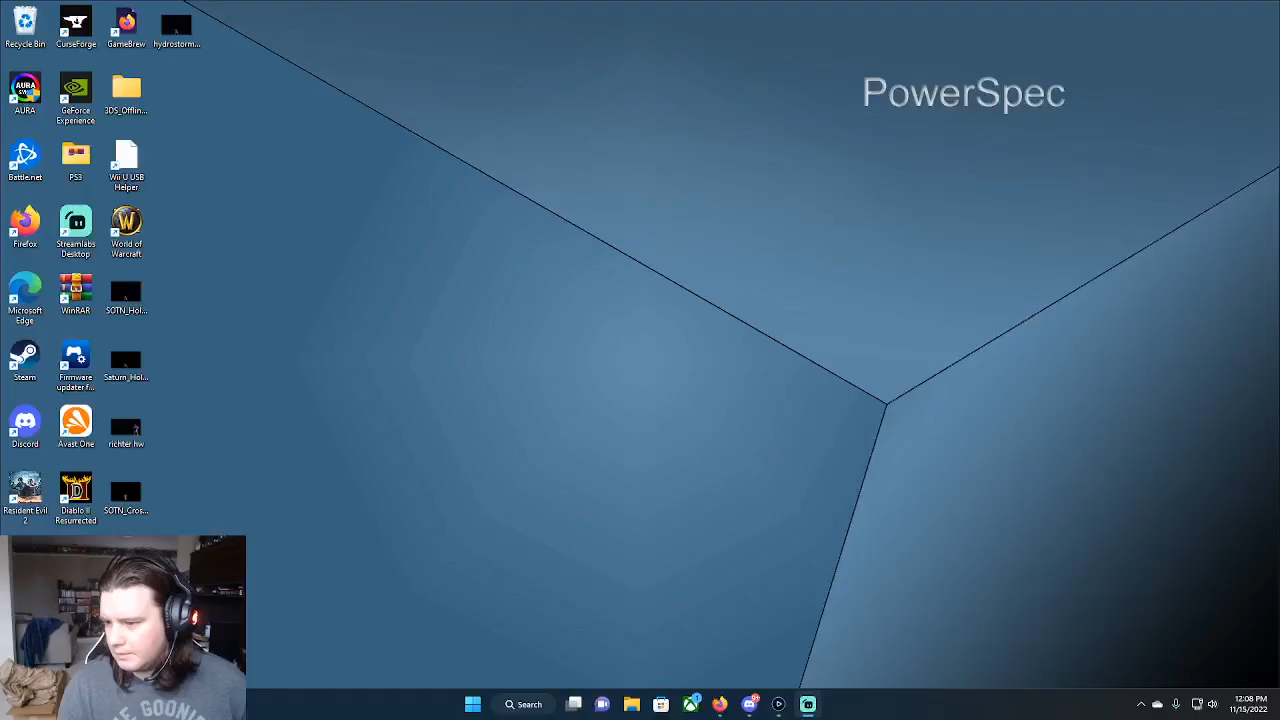 PowerSpec
Recycle Bin
CurseForge
GameBrew
hydrostorm...
AURA
GeForce
Experience
3DS_Offlin...
Battle.net
PS3
Wii U USB
Helper
Firefox
Streamlabs
Desktop
World of
Warcraft
Microsoft
Edge
WinRAR
SOTN_Hol...
Steam
Firmware
updater f...
Saturn_Hol...
Discord
Avast One
richter hw
Resident Evil
2
Diablo II
Resurrected
SOTN_Cros...
THE GOONIE
Search
12:08 PM
11/15/2022